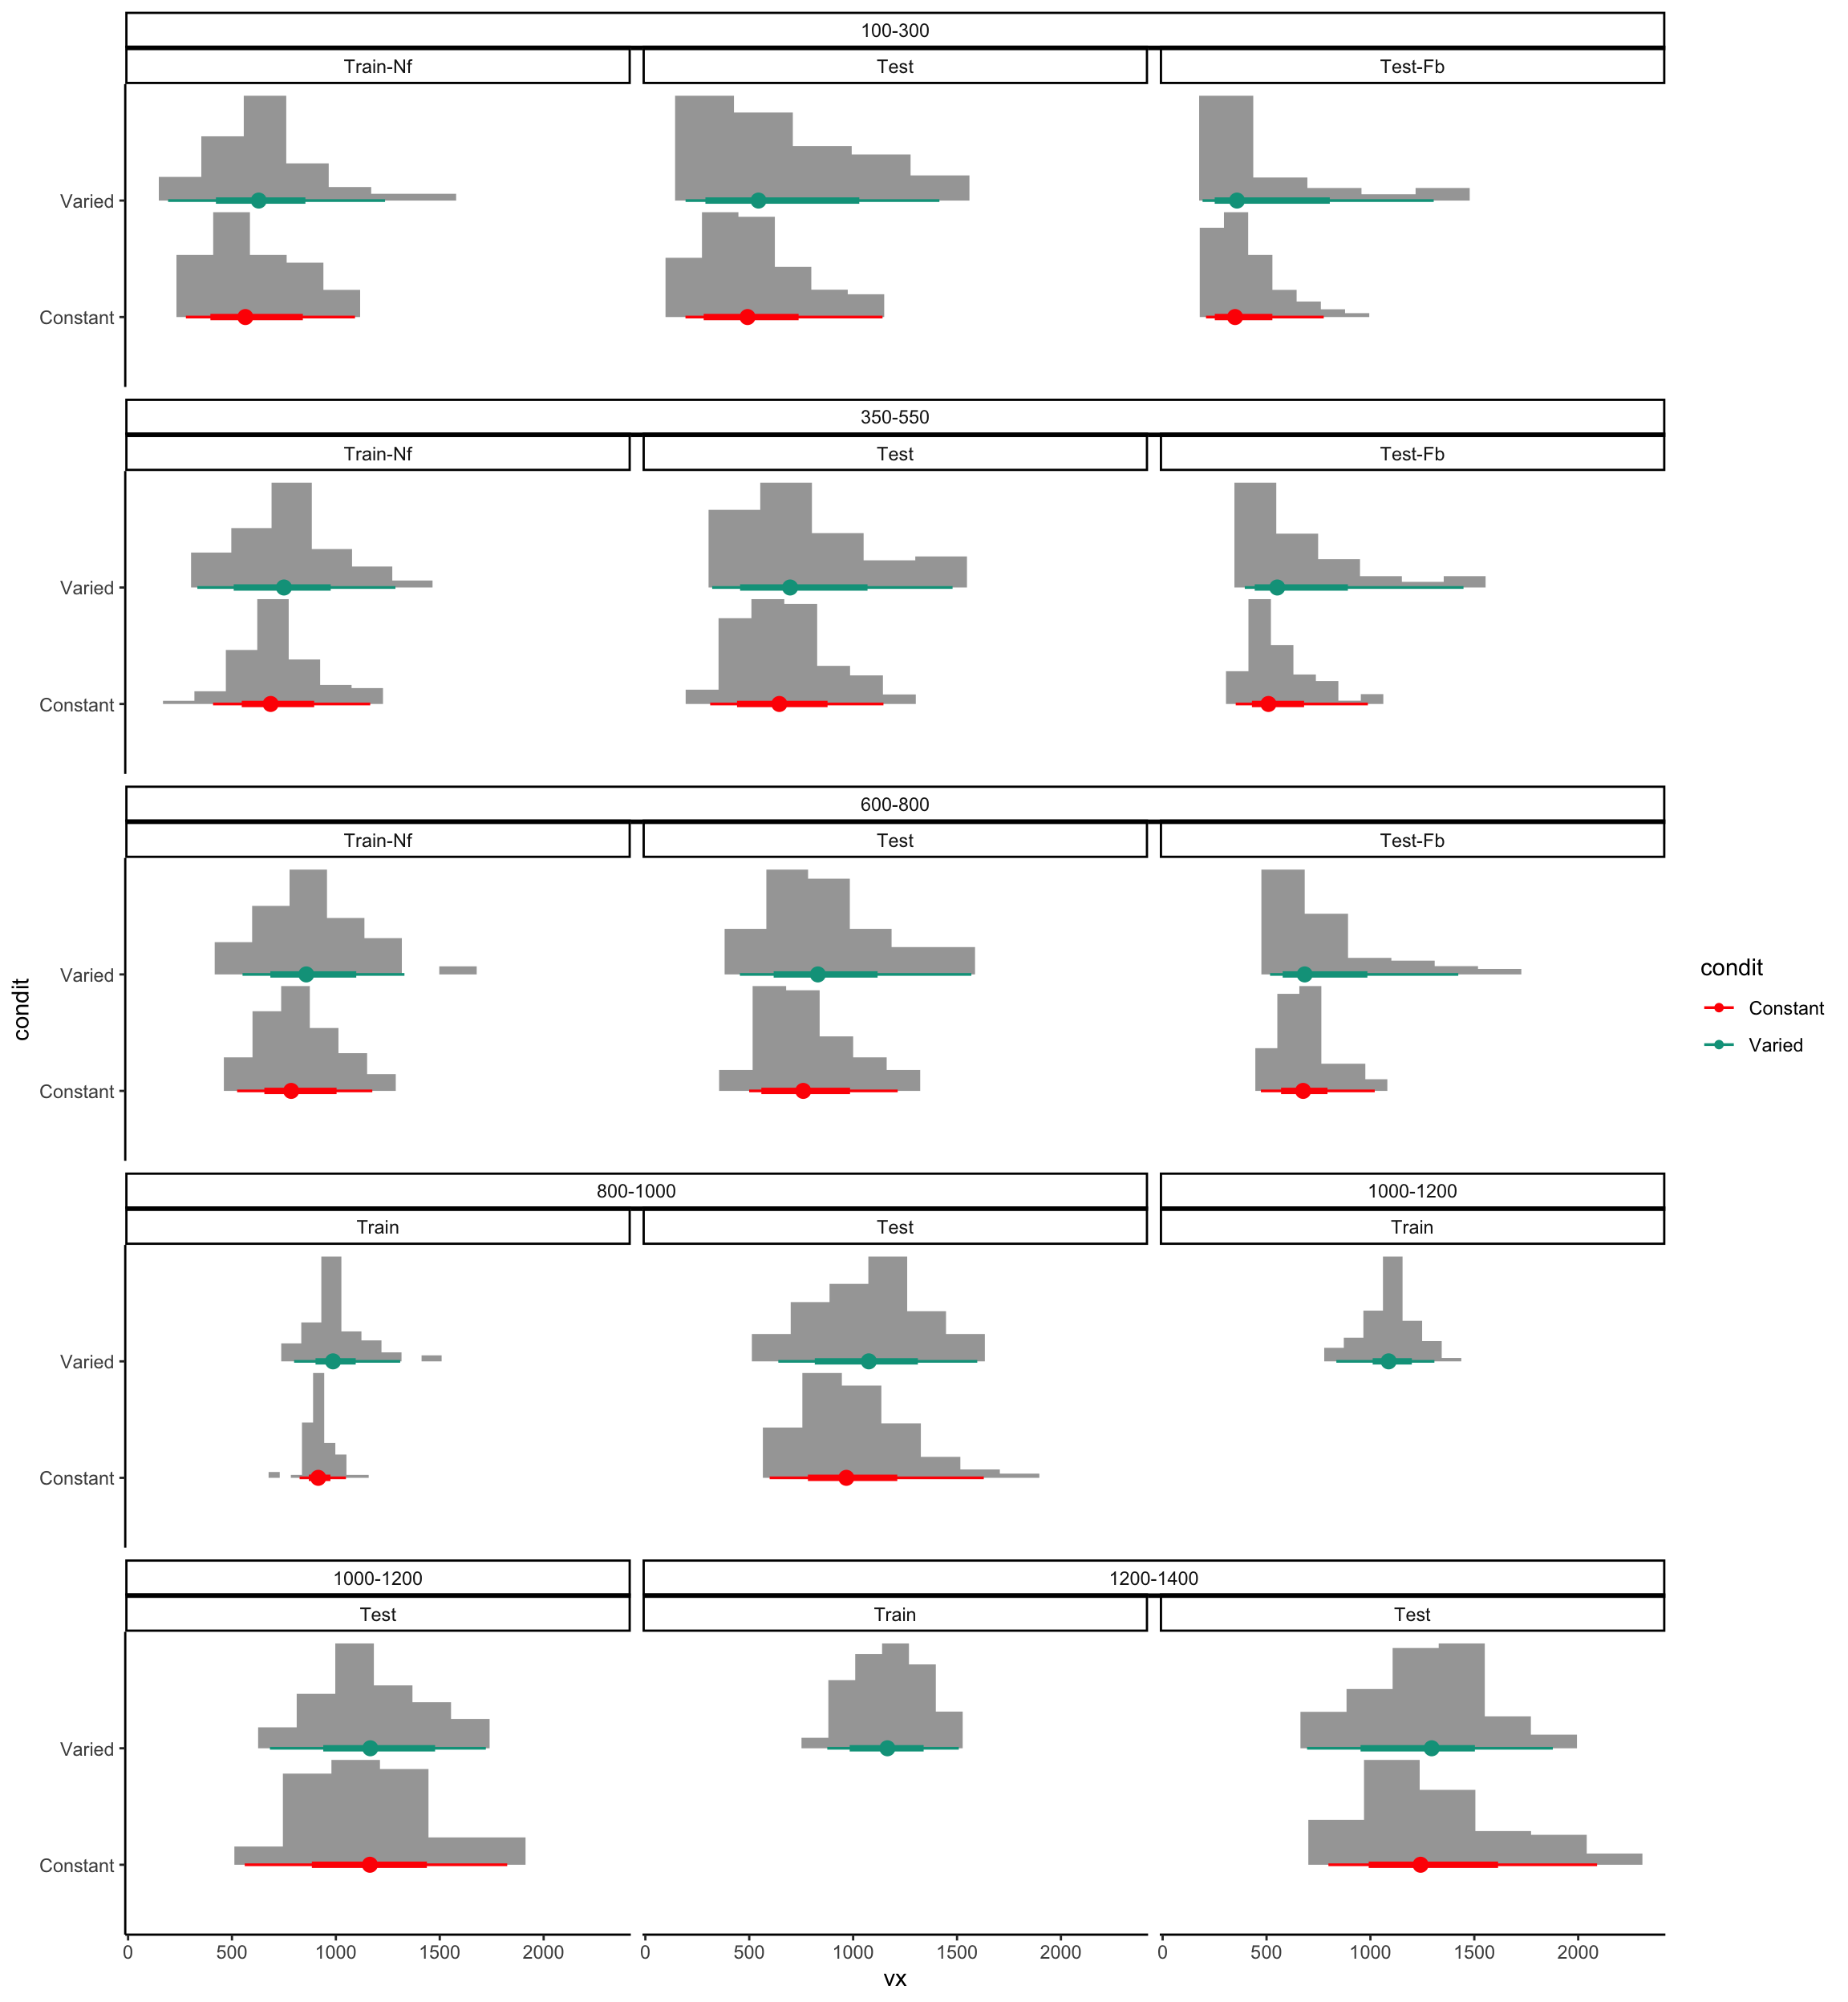 100-300
Train-Nf Test Test-Fb
Varied
Constant
350-550
Train-Nf Test Test-Fb
Varied
Constant
600-800
Train-Nf Test Test-Fb
Varied
Constant
condit
condit
Constant
Varied
800-1000 1000-1200
Train Test Train
Varied
Constant
1000-1200 1200-1400
Test Train Test
Varied
Constant
0 500 1000 1500 2000 0 500 1000 1500 2000 0 500 1000 1500 2000
vx